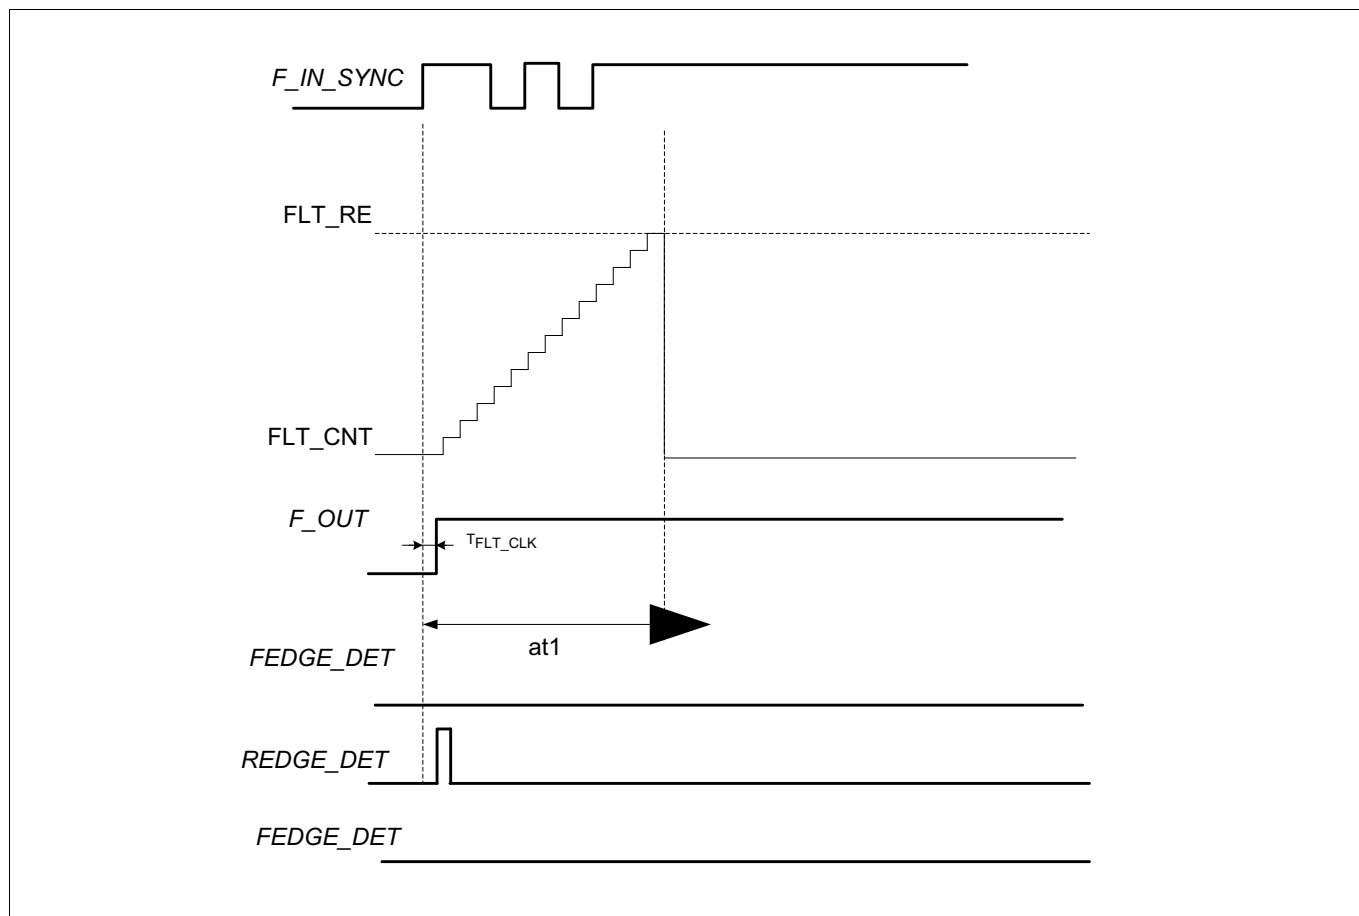 F_IN_SYNC
FLT_RE
FLT_CNT
F_OUT
TFLT_CLK
at1
FEDGE_DET
REDGE_DET
FEDGE_DET